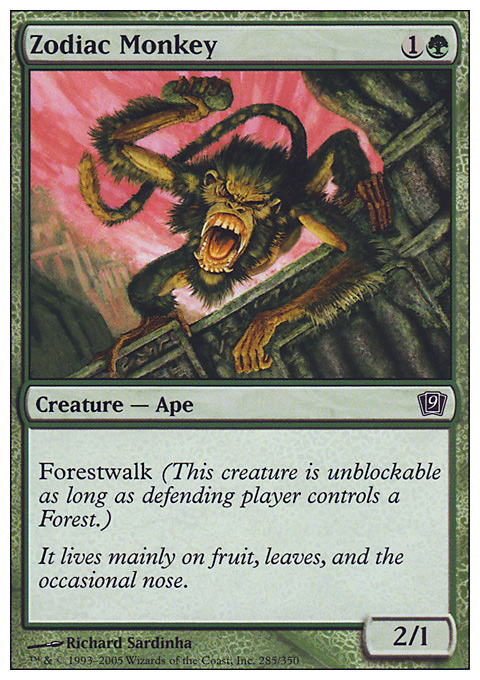 Zodiac Monkey 1
Creature — Ape 9
Forestwalk (This creature is unblockable
as long as defending player controls a
Forest.)
It lives mainly on fruit, leaves, and the
occasional nose.
Richard Sardinha
2/1
™ & © 1993–2005 Wizards of the Coast, Inc. 285/350